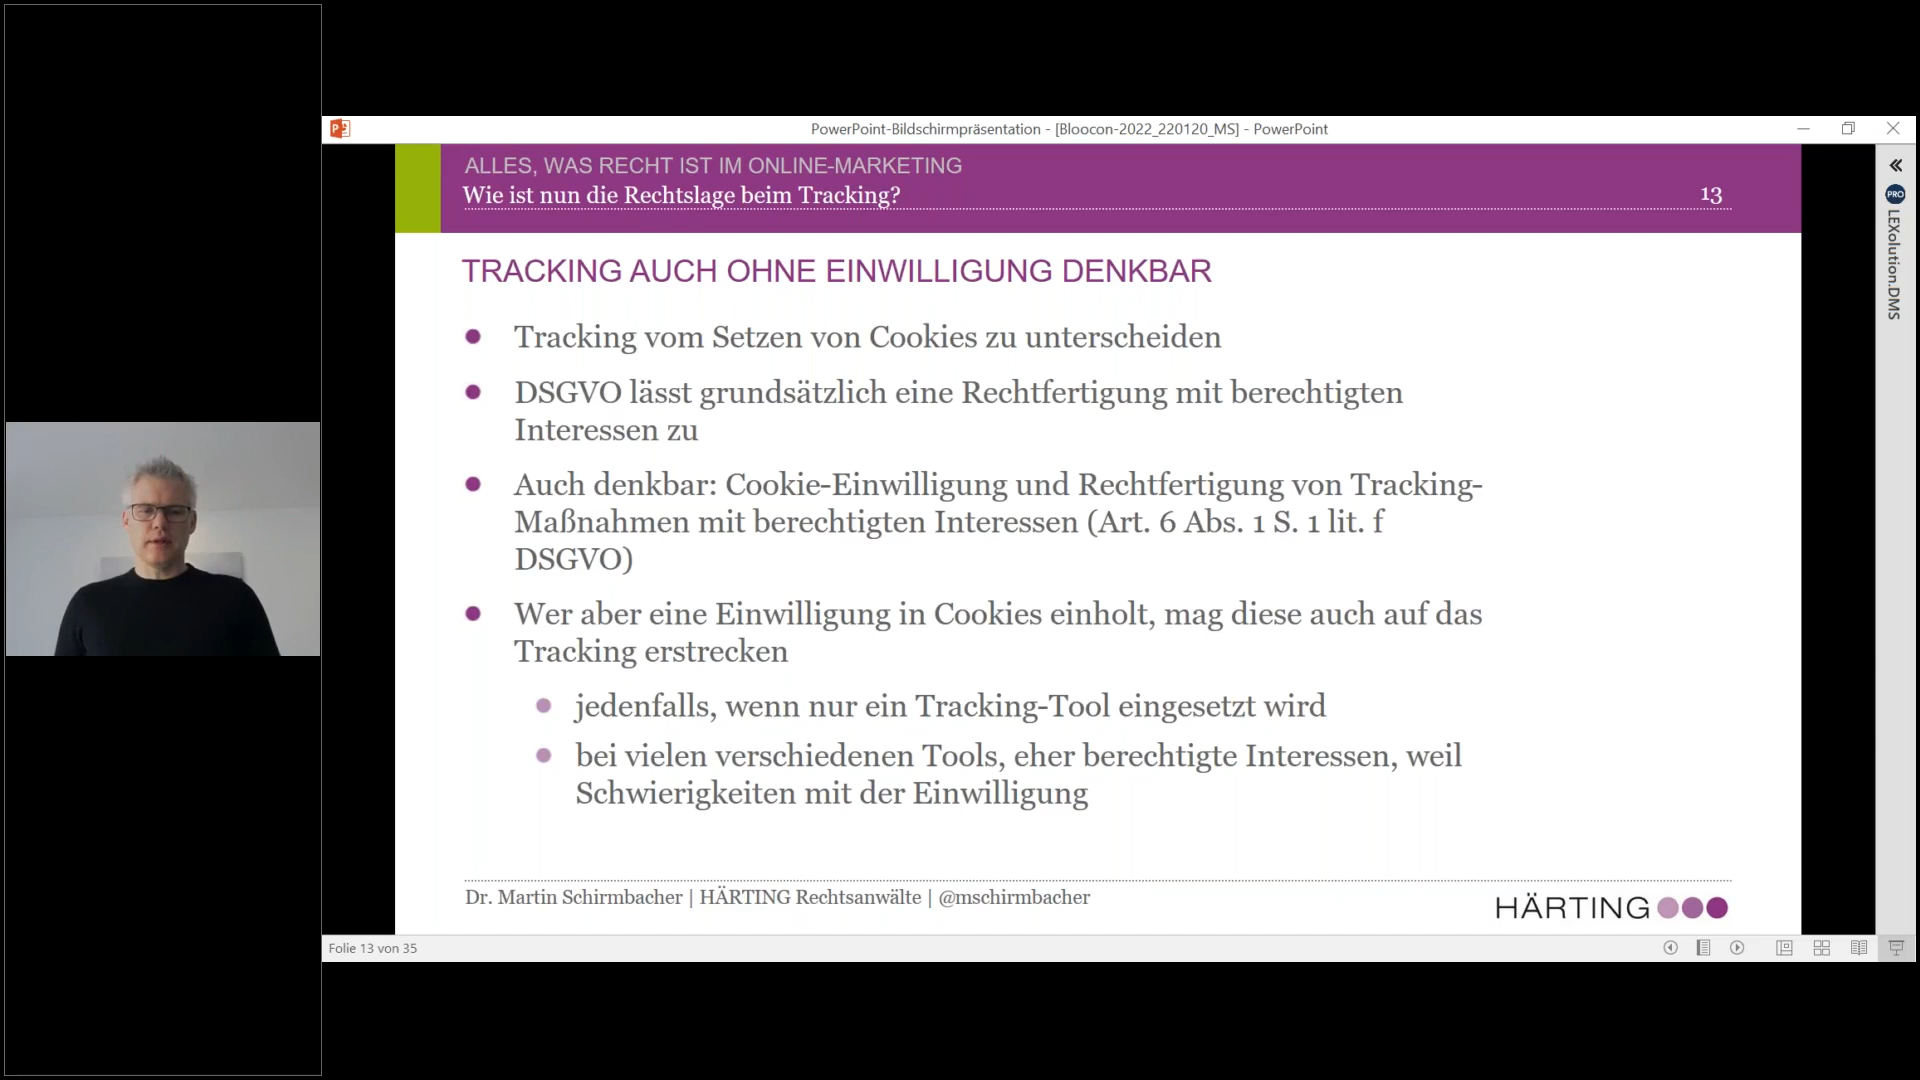 PowerPoint-Bildschirmpräsentation - [Bloocon-2022_220120_MS] - PowerPoint
ALLES, WAS RECHT IST IM ONLINE-MARKETING
Wie ist nun die Rechtslage beim Tracking?
13
PRO
LEXolution.DMS
TRACKING AUCH OHNE EINWILLIGUNG DENKBAR
Tracking vom Setzen von Cookies zu unterscheiden
DSGVO lässt grundsätzlich eine Rechtfertigung mit berechtigten
Interessen zu
Auch denkbar: Cookie-Einwilligung und Rechtfertigung von Tracking-
Maßnahmen mit berechtigten Interessen (Art. 6 Abs. 1 S. 1 lit. f
DSGVO)
Wer aber eine Einwilligung in Cookies einholt, mag diese auch auf das
Tracking erstrecken
jedenfalls, wenn nur ein Tracking-Tool eingesetzt wird
bei vielen verschiedenen Tools, eher berechtigte Interessen, weil
Schwierigkeiten mit der Einwilligung
Dr. Martin Schirmbacher | HÄRTING Rechtsanwälte | @mschirmbacher
HÄRTING
Folie 13 von 35